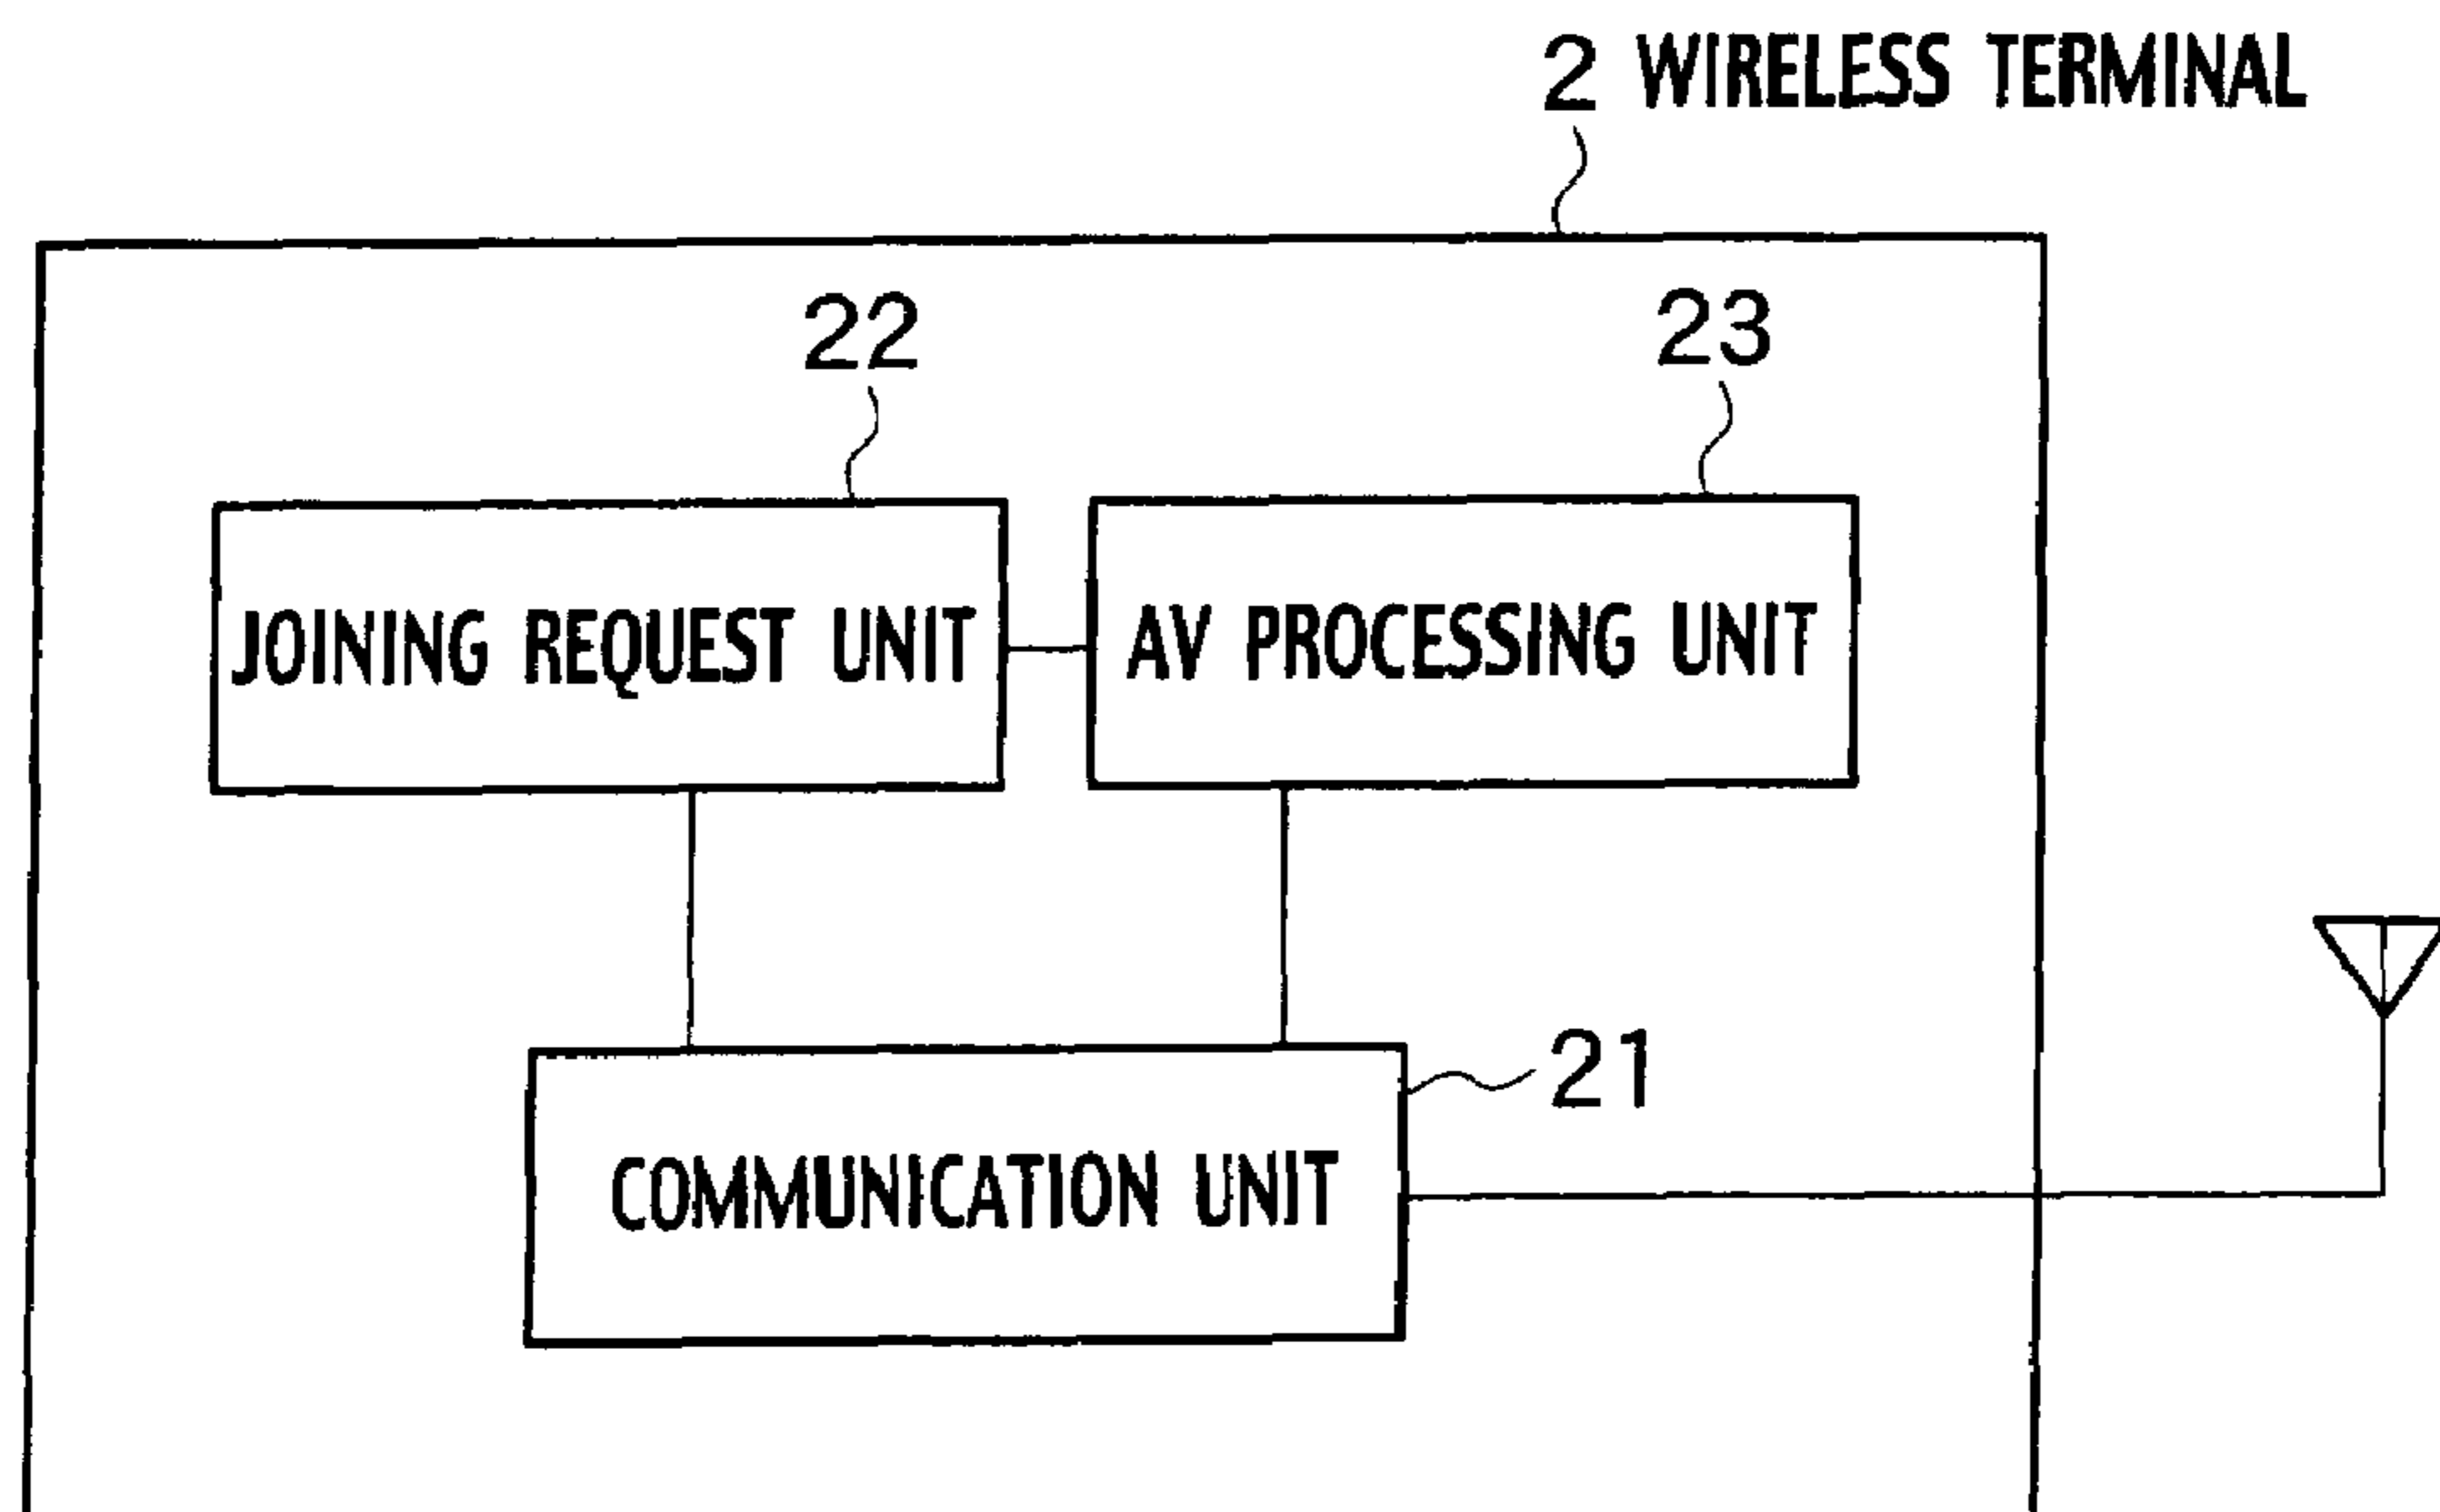 2 WIRELESS TERMINAL
22
23
JOINING REQUEST UNIT
AV PROCESSING UNIT
21
COMMUNICATION UNIT